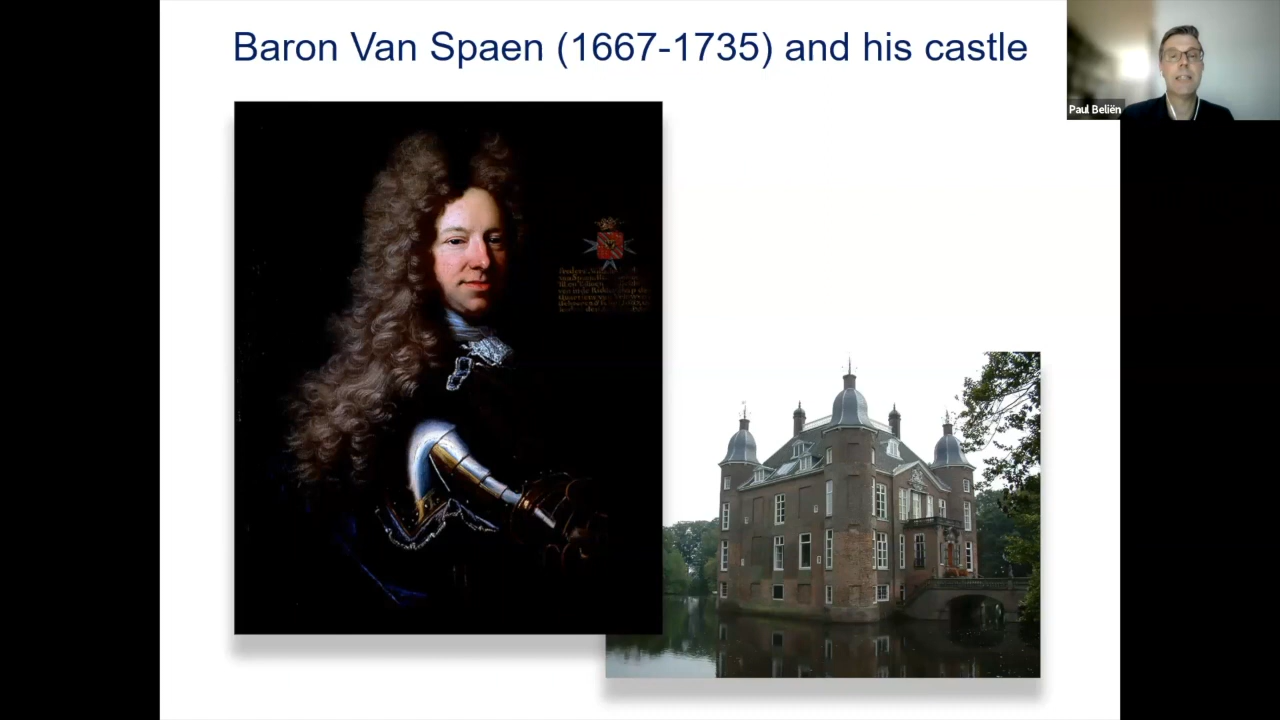 Baron Van Spaen (1667-1735) and his castle
Paul Beliën